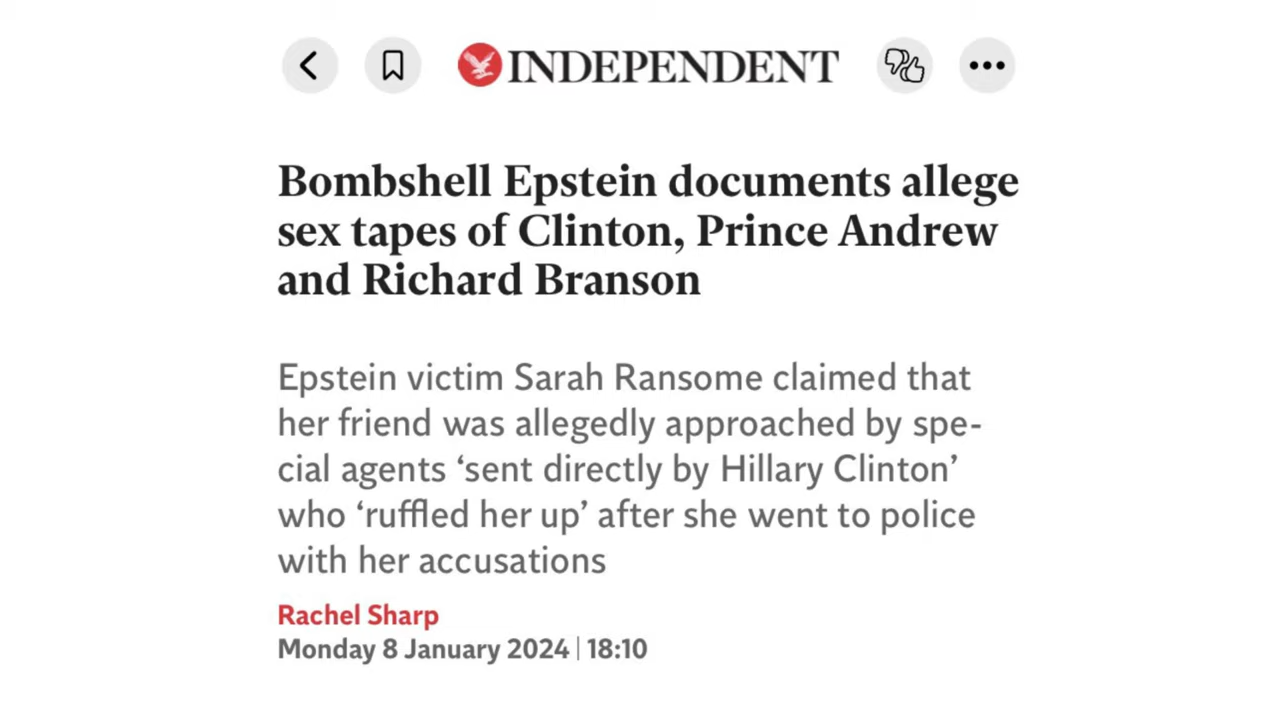 INDEPENDENT
Bombshell Epstein documents allege
sex tapes of Clinton, Prince Andrew
and Richard Branson
Epstein victim Sarah Ransome claimed that
her friend was allegedly approached by spe-
cial agents ‘sent directly by Hillary Clinton’
who ‘ruffled her up’ after she went to police
with her accusations
Rachel Sharp
Monday 8 January 2024 | 18:10